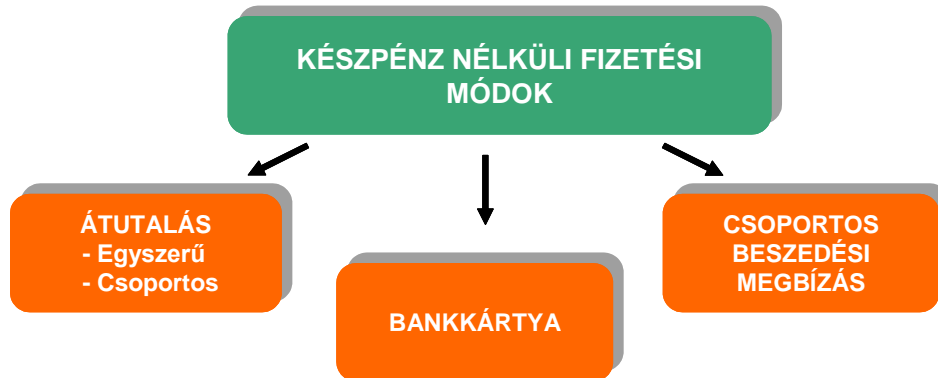 KÉSZPÉNZ NÉLKÜLI FIZETÉSI
MÓDOK
ÁTUTALÁS
- Egyszerű
- Csoportos
BANKKÁRTYA
CSOPORTOS
BESZEDÉSI
MEGBÍZÁS